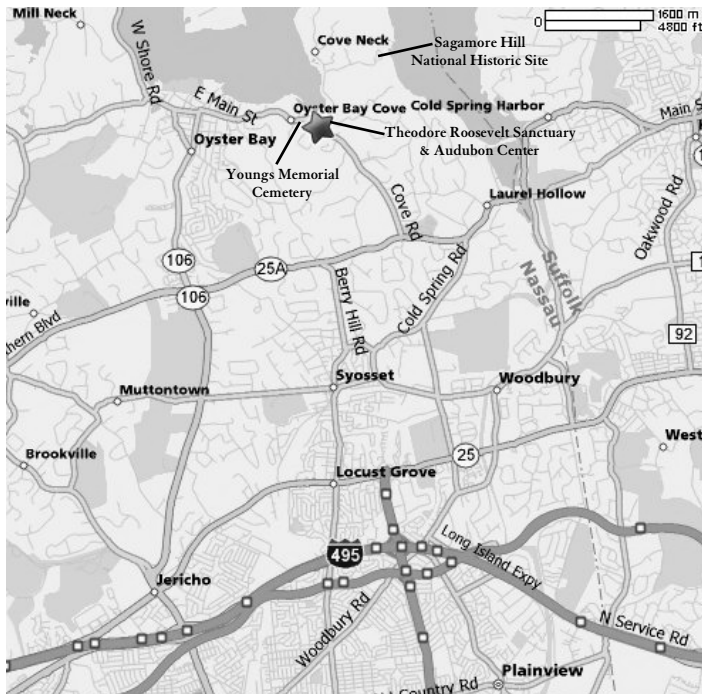 Mill Neck
1600 m
0
4800 ft
Cove Neck
Sagamore Hill
National Historic Site
W Shore Rd
E Main St
Oyster Bay Cove
Cold Spring Harbor
Main St
Oyster Bay
Theodore Roosevelt Sanctuary
& Audubon Center
Youngs Memorial
Cemetery
Cove Rd
Laurel Hollow
Oakwood Rd
106
25A
106
Suffolk
Nassau
Berry Hill Rd
Cold Spring Rd
ville
thern Blvd
92
Syosset
Woodbury
Muttontown
Brookville
25
West
Locust Grove
495
Long Island Expy
Jericho
Woodbury Rd
N Service Rd
Plainview
Country Rd